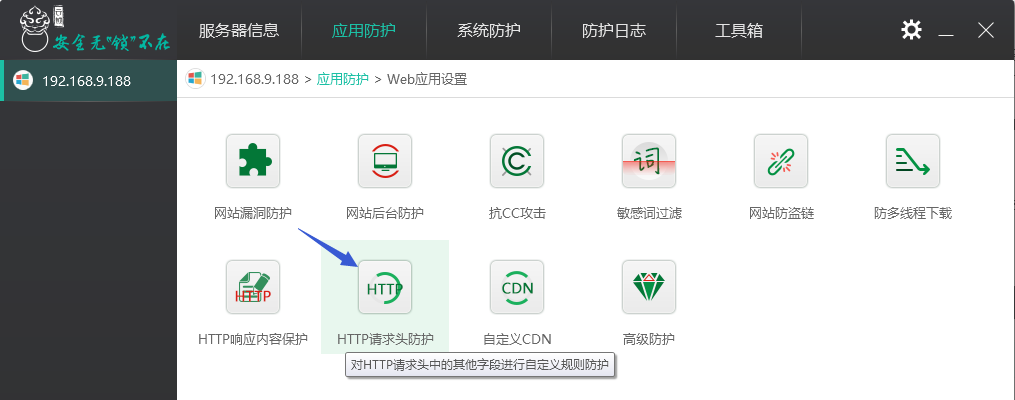 云锁
安全无“锁”不在
服务器信息
应用防护
系统防护
防护日志
工具箱
192.168.9.188
192.168.9.188 > 应用防护 > Web应用设置
C
词
网站漏洞防护
网站后台防护
抗CC攻击
敏感词过滤
网站防盗链
防多线程下载
HTTP
HTTP
CDN
HTTP响应内容保护
HTTP请求头防护
自定义CDN
高级防护
对HTTP请求头中的其他字段进行自定义规则防护